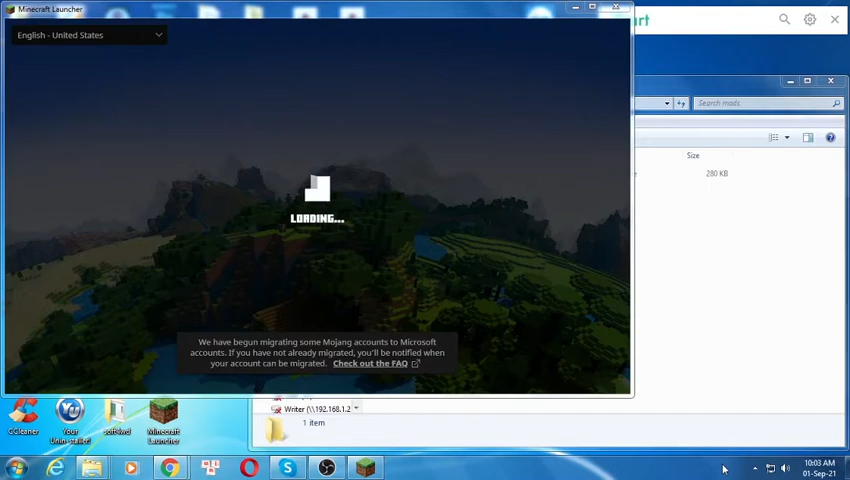 Minecraft Launcher
English - United States
LOADING...
We have begun migrating some Mojang accounts to Microsoft
accounts. If you have not already migrated, you'll be notified when
your account can be migrated. Check out the FAQ
Search mods
Size
280 KB
Writer (\\192.168.1.2
1 item
CCleaner
Your
Unin-staller!
soft4wd
Minecraft
Launcher
10:03 AM
01-Sep-21